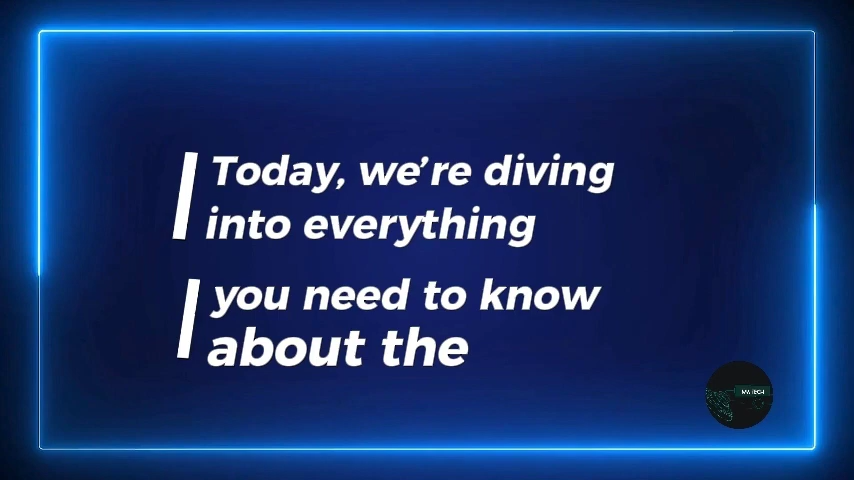 Today, we're diving
into everything
you need to know
about the